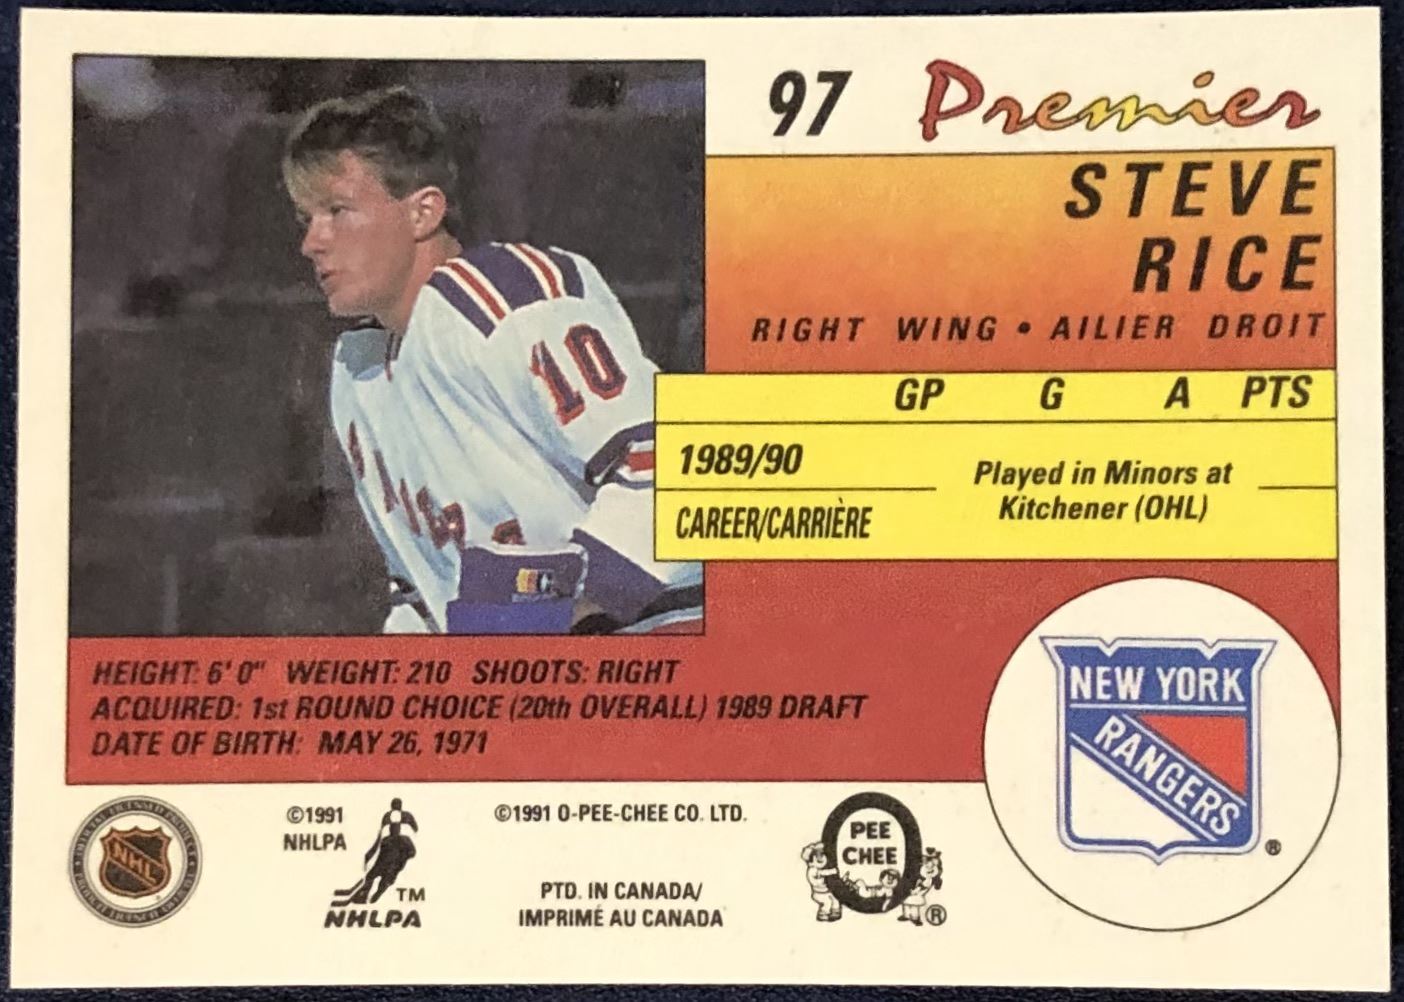 97 Premier
STEVE
RICE
RIGHT WING • AILIER DROIT
GP G A PTS
1989/90
Played in Minors at
Kitchener (OHL)
CAREER/CARRIÈRE
10
HEIGHT: 6' 0" WEIGHT: 210 SHOOTS: RIGHT
ACQUIRED: 1st ROUND CHOICE (20th OVERALL) 1989 DRAFT
DATE OF BIRTH: MAY 26, 1971
NEW YORK
RANGERS
®
NHL
©1991
NHLPA
TM
NHLPA
©1991 O-PEE-CHEE CO. LTD.
PTD. IN CANADA/
IMPRIMÉ AU CANADA
O
PEE
CHEE
®